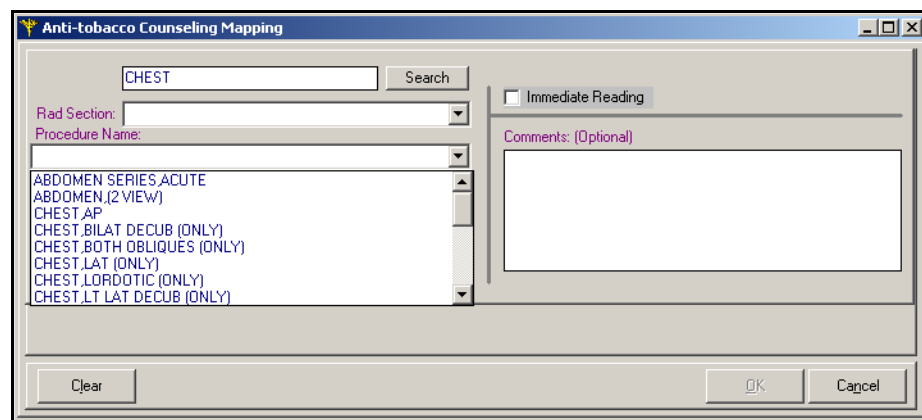 Anti-tobacco Counseling Mapping
CHEST
Search
Rad Section:
Procedure Name:
ABDOMEN SERIES,ACUTE
ABDOMEN,(2 VIEW)
CHEST,AP
CHEST,BILAT DECUB (ONLY)
CHEST,BOTH OBLIQUES (ONLY)
CHEST,LAT (ONLY)
CHEST,LORDOTIC (ONLY)
CHEST,LT LAT DECUB (ONLY)
Immediate Reading
Comments: (Optional)
Clear
OK
Cancel